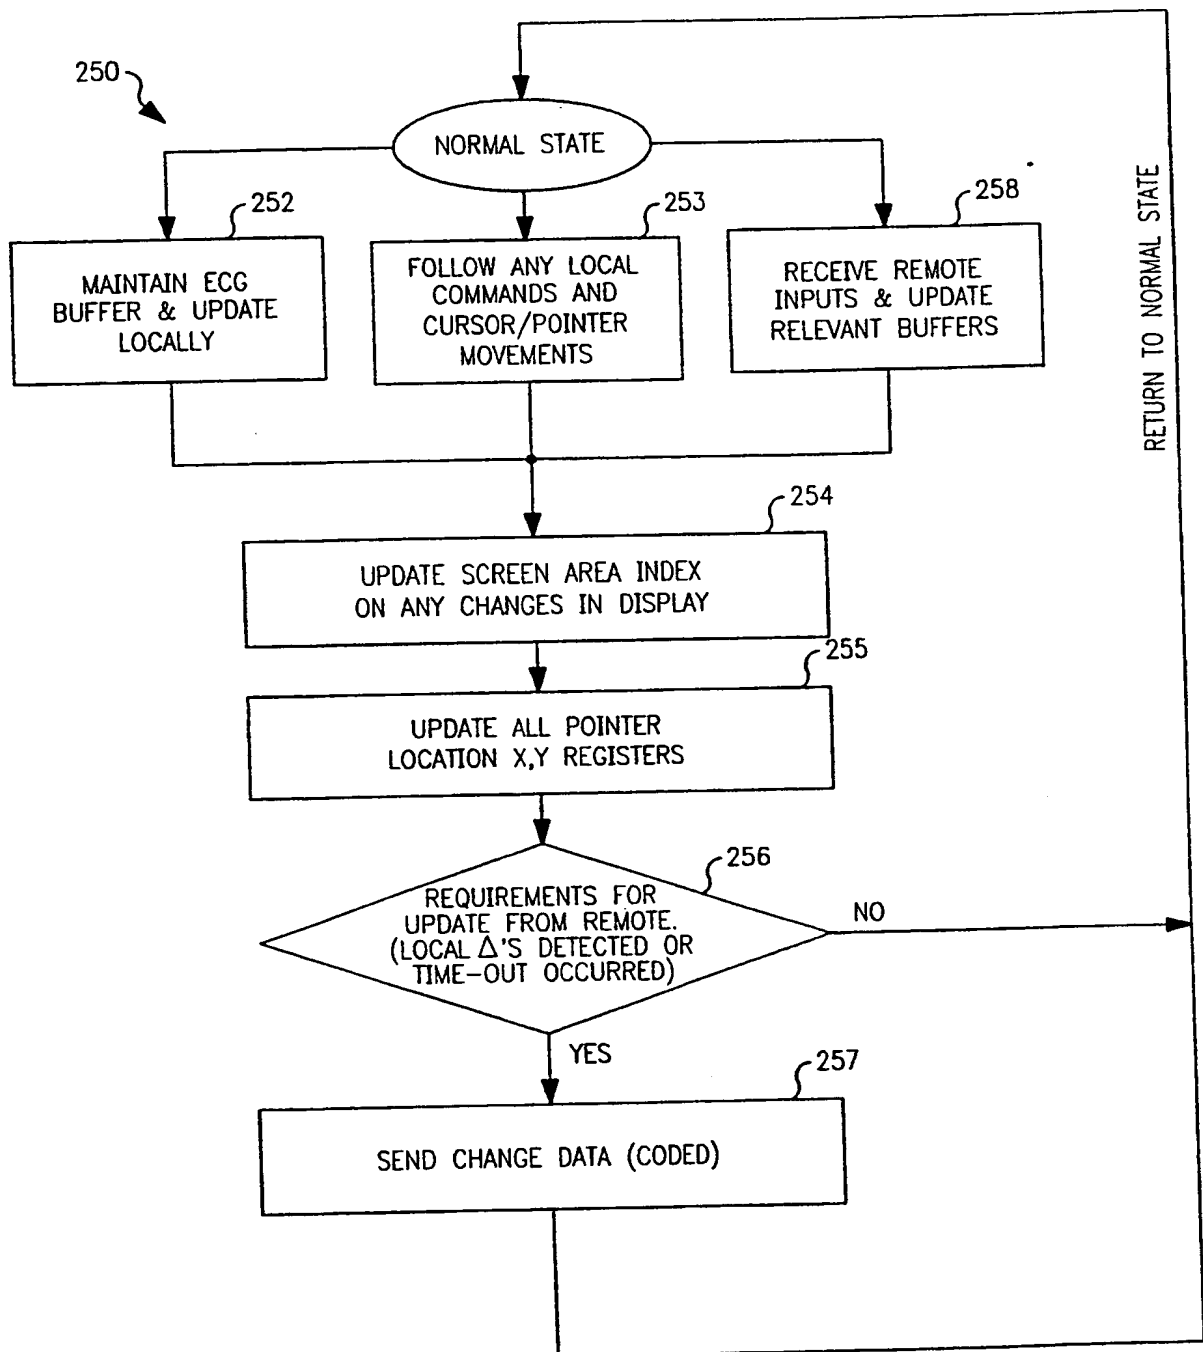 250
NORMAL STATE
252
MAINTAIN ECG
BUFFER & UPDATE
LOCALLY
253
FOLLOW ANY LOCAL
COMMANDS AND
CURSOR/POINTER
MOVEMENTS
258
RECEIVE REMOTE
INPUTS & UPDATE
RELEVANT BUFFERS
RETURN TO NORMAL STATE
254
UPDATE SCREEN AREA INDEX
ON ANY CHANGES IN DISPLAY
255
UPDATE ALL POINTER
LOCATION X,Y REGISTERS
256
REQUIREMENTS FOR
UPDATE FROM REMOTE.
(LOCAL Δ'S DETECTED OR
TIME-OUT OCCURRED)
NO
YES
257
SEND CHANGE DATA (CODED)